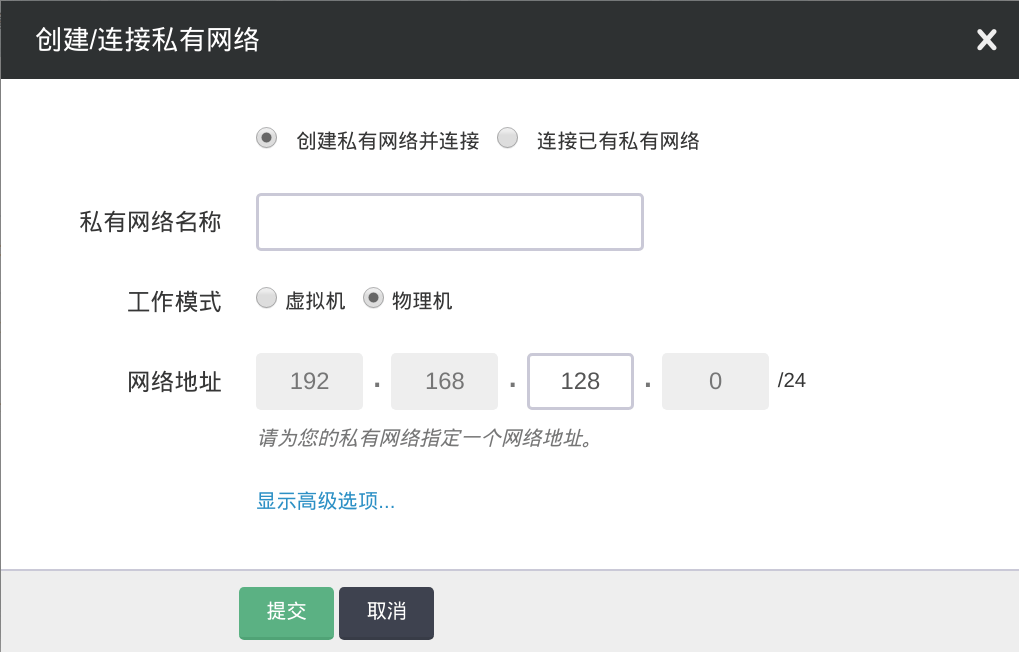 创建/连接私有网络
创建私有网络并连接 连接已有私有网络
私有网络名称
工作模式 虚拟机 物理机
网络地址 192 . 168 . 128 . 0 /24
请为您的私有网络指定一个网络地址。
显示高级选项...
提交 取消